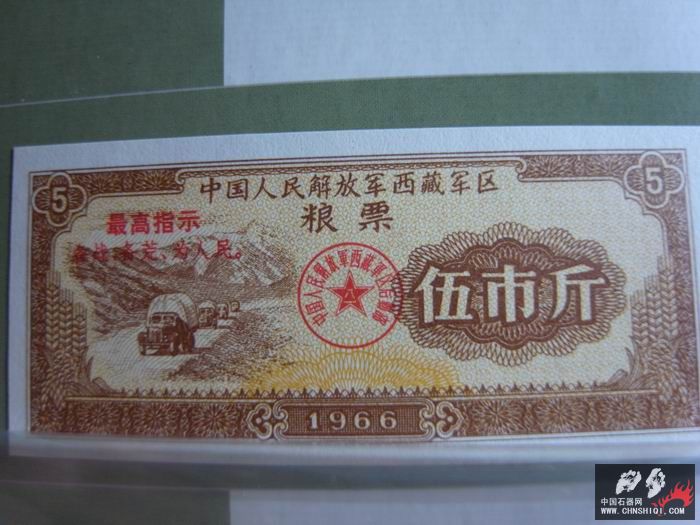 中国人民解放军西藏军区
粮票
5
5
最高指示
备战、备荒、为人民。
伍市斤
1966
中国石器网
WWW.CHNSHIQI.COM